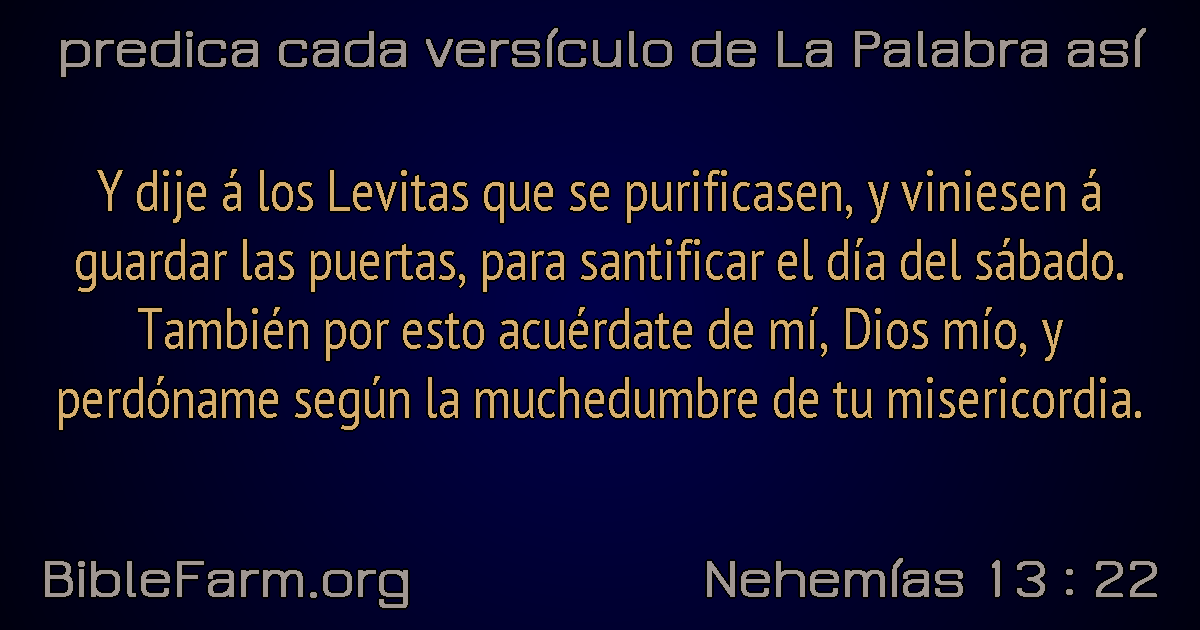 predica cada versículo de La Palabra así
Y dije á los Levitas que se purificasen, y viniesen á
guardar las puertas, para santificar el día del sábado.
También por esto acuérdate de mí, Dios mío, y
perdóname según la muchedumbre de tu misericordia.
BibleFarm.org
Nehemías 13 : 22